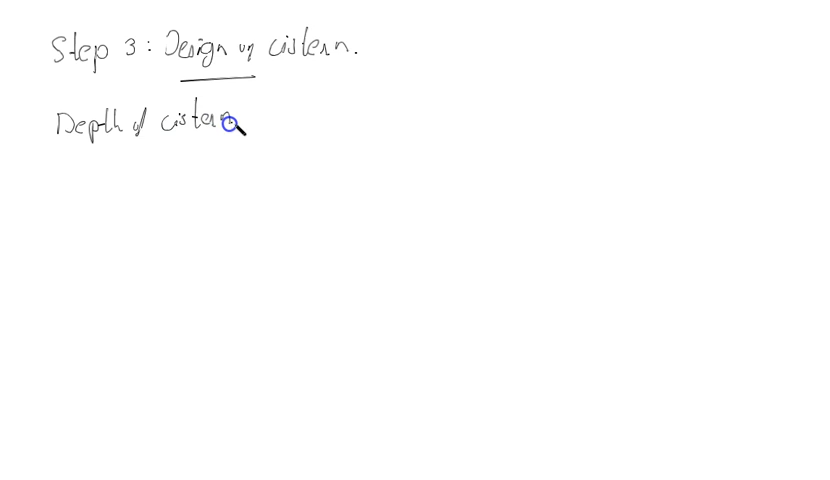 Step 3: Design of cistern.
Depth of cistern